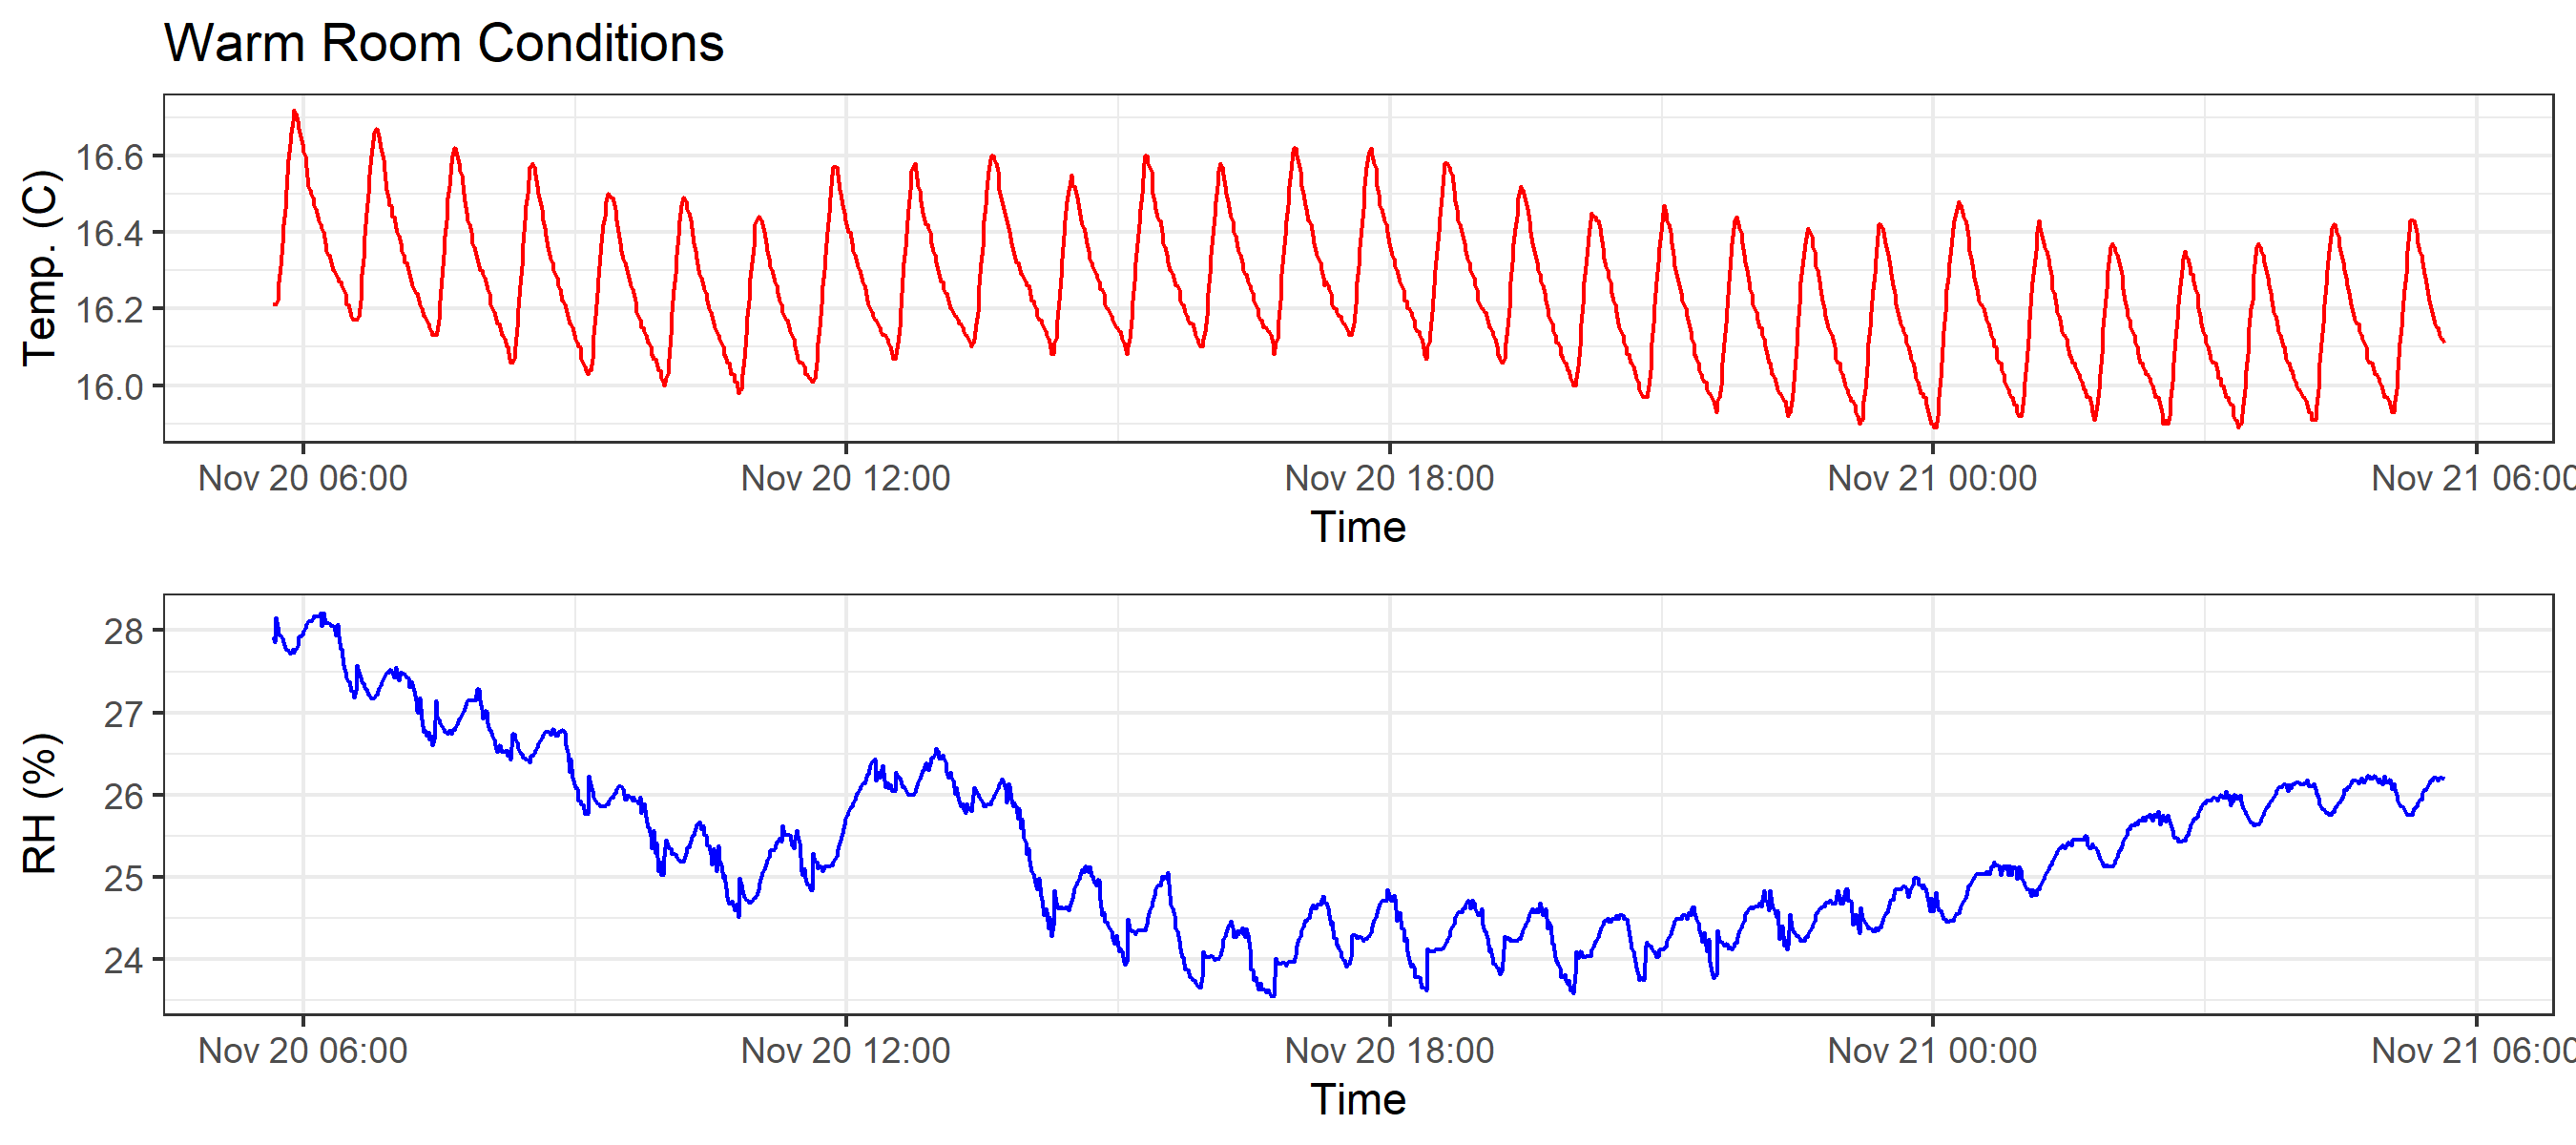 Warm Room Conditions
Temp. (C)
16.6
16.4
16.2
16.0
Nov 20 06:00 Nov 20 12:00 Nov 20 18:00 Nov 21 00:00 Nov 21 06:00
Time
RH (%)
28
27
26
25
24
Nov 20 06:00 Nov 20 12:00 Nov 20 18:00 Nov 21 00:00 Nov 21 06:00
Time